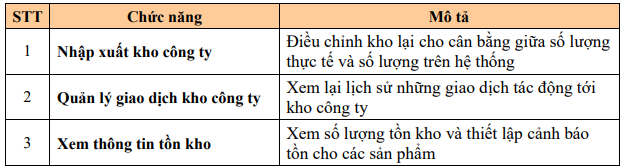 STT Chức năng Mô tả
1 Nhập xuất kho công ty Điều chỉnh kho lại cho cân bằng giữa số lượng
thực tế và số lượng trên hệ thống
2 Quản lý giao dịch kho công ty Xem lại lịch sử những giao dịch tác động tới
kho công ty
3 Xem thông tin tồn kho Xem số lượng tồn kho và thiết lập cảnh báo
tồn cho các sản phẩm